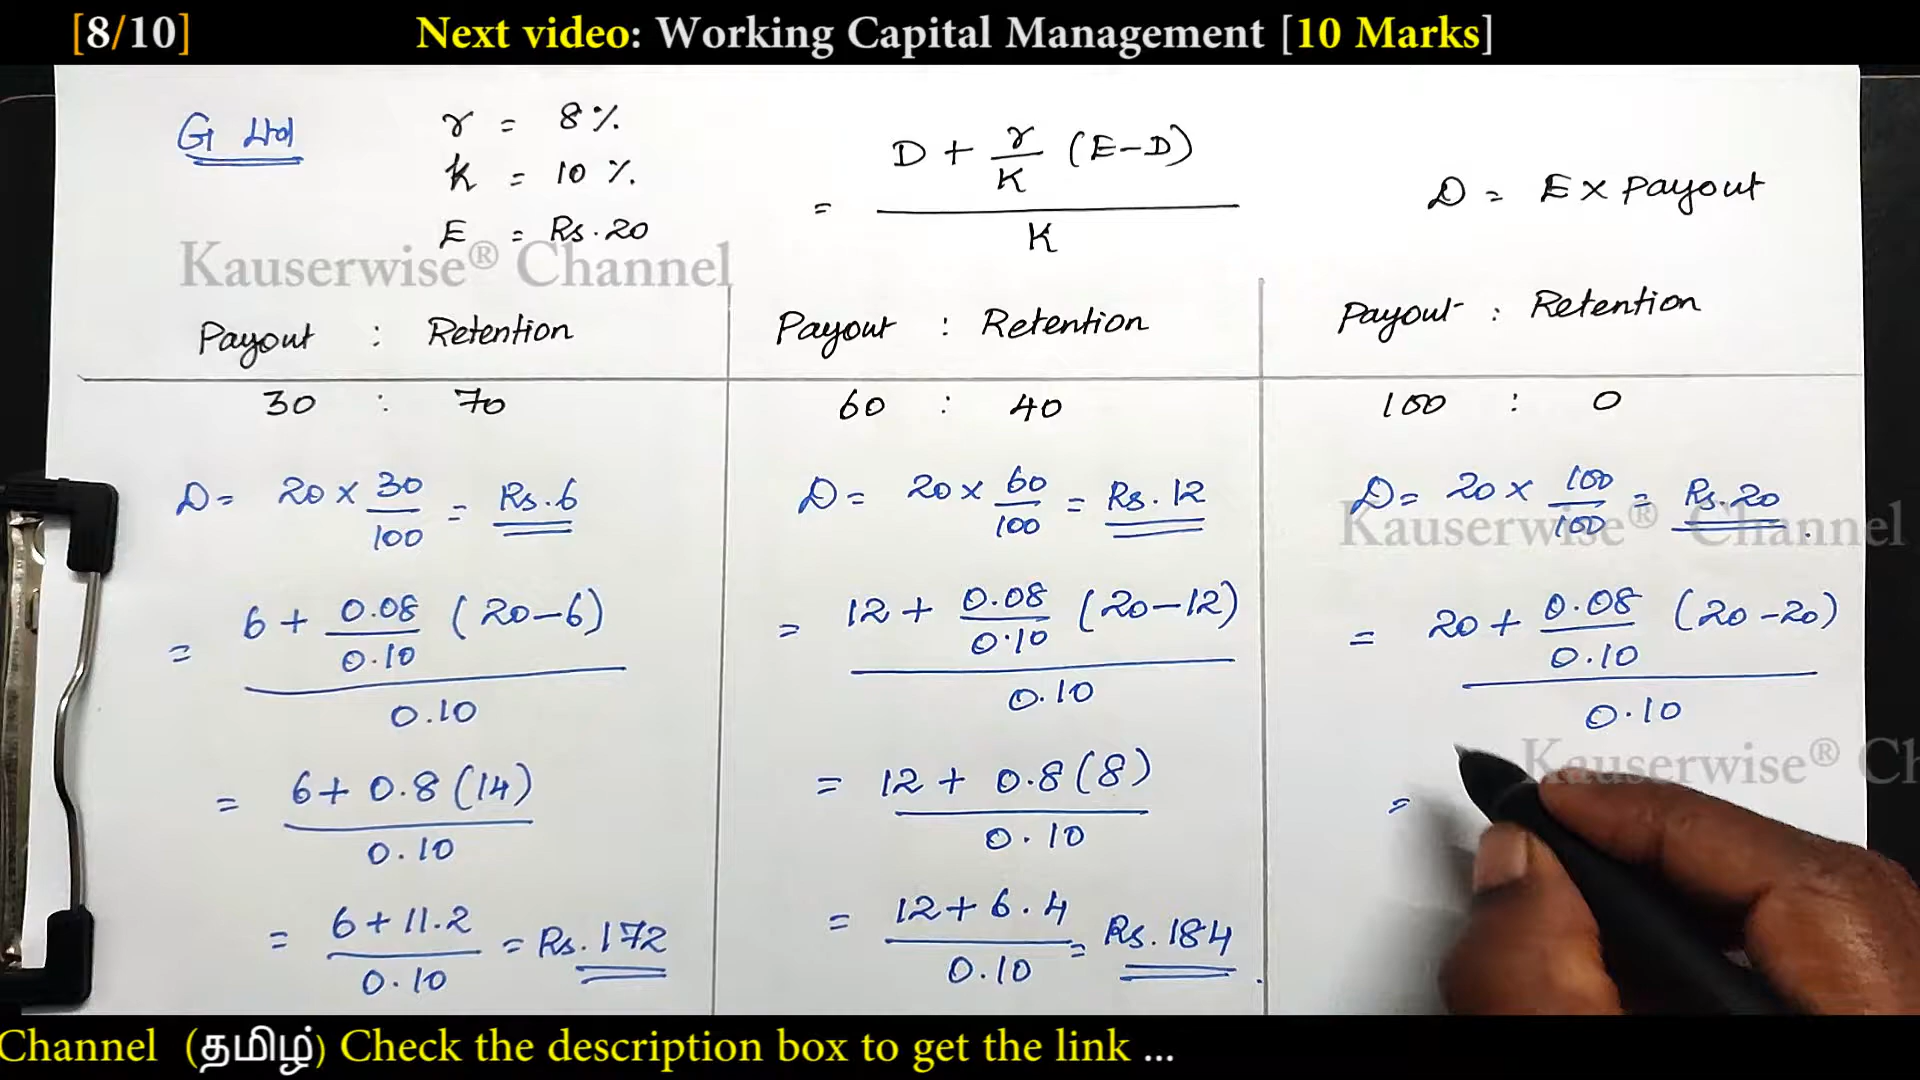 [8/10] Next video: Working Capital Management [10 Marks]
G
r = 8%
K = 10%
E = Rs.20
= D + r/K (E-D)
K
D = E x Payout
Kauserwise® Channel
Payout : Retention
30 : 70
D = 20 x 30/100 = Rs.6
= 6 + 0.08/0.10 (20-6)
0.10
= 6 + 0.8 (14)
0.10
= 6 + 11.2
0.10
= Rs.172
Payout : Retention
60 : 40
D = 20 x 60/100 = Rs.12
= 12 + 0.08/0.10 (20-12)
0.10
= 12 + 0.8 (8)
0.10
= 12 + 6.4
0.10
= Rs.184
Payout : Retention
100 : 0
D = 20 x 100/100 = Rs.20
Kauserwise® Channel
= 20 + 0.08/0.10 (20-20)
0.10
Kauserwise® Ch
=
Channel (தமிழ்) Check the description box to get the link ...